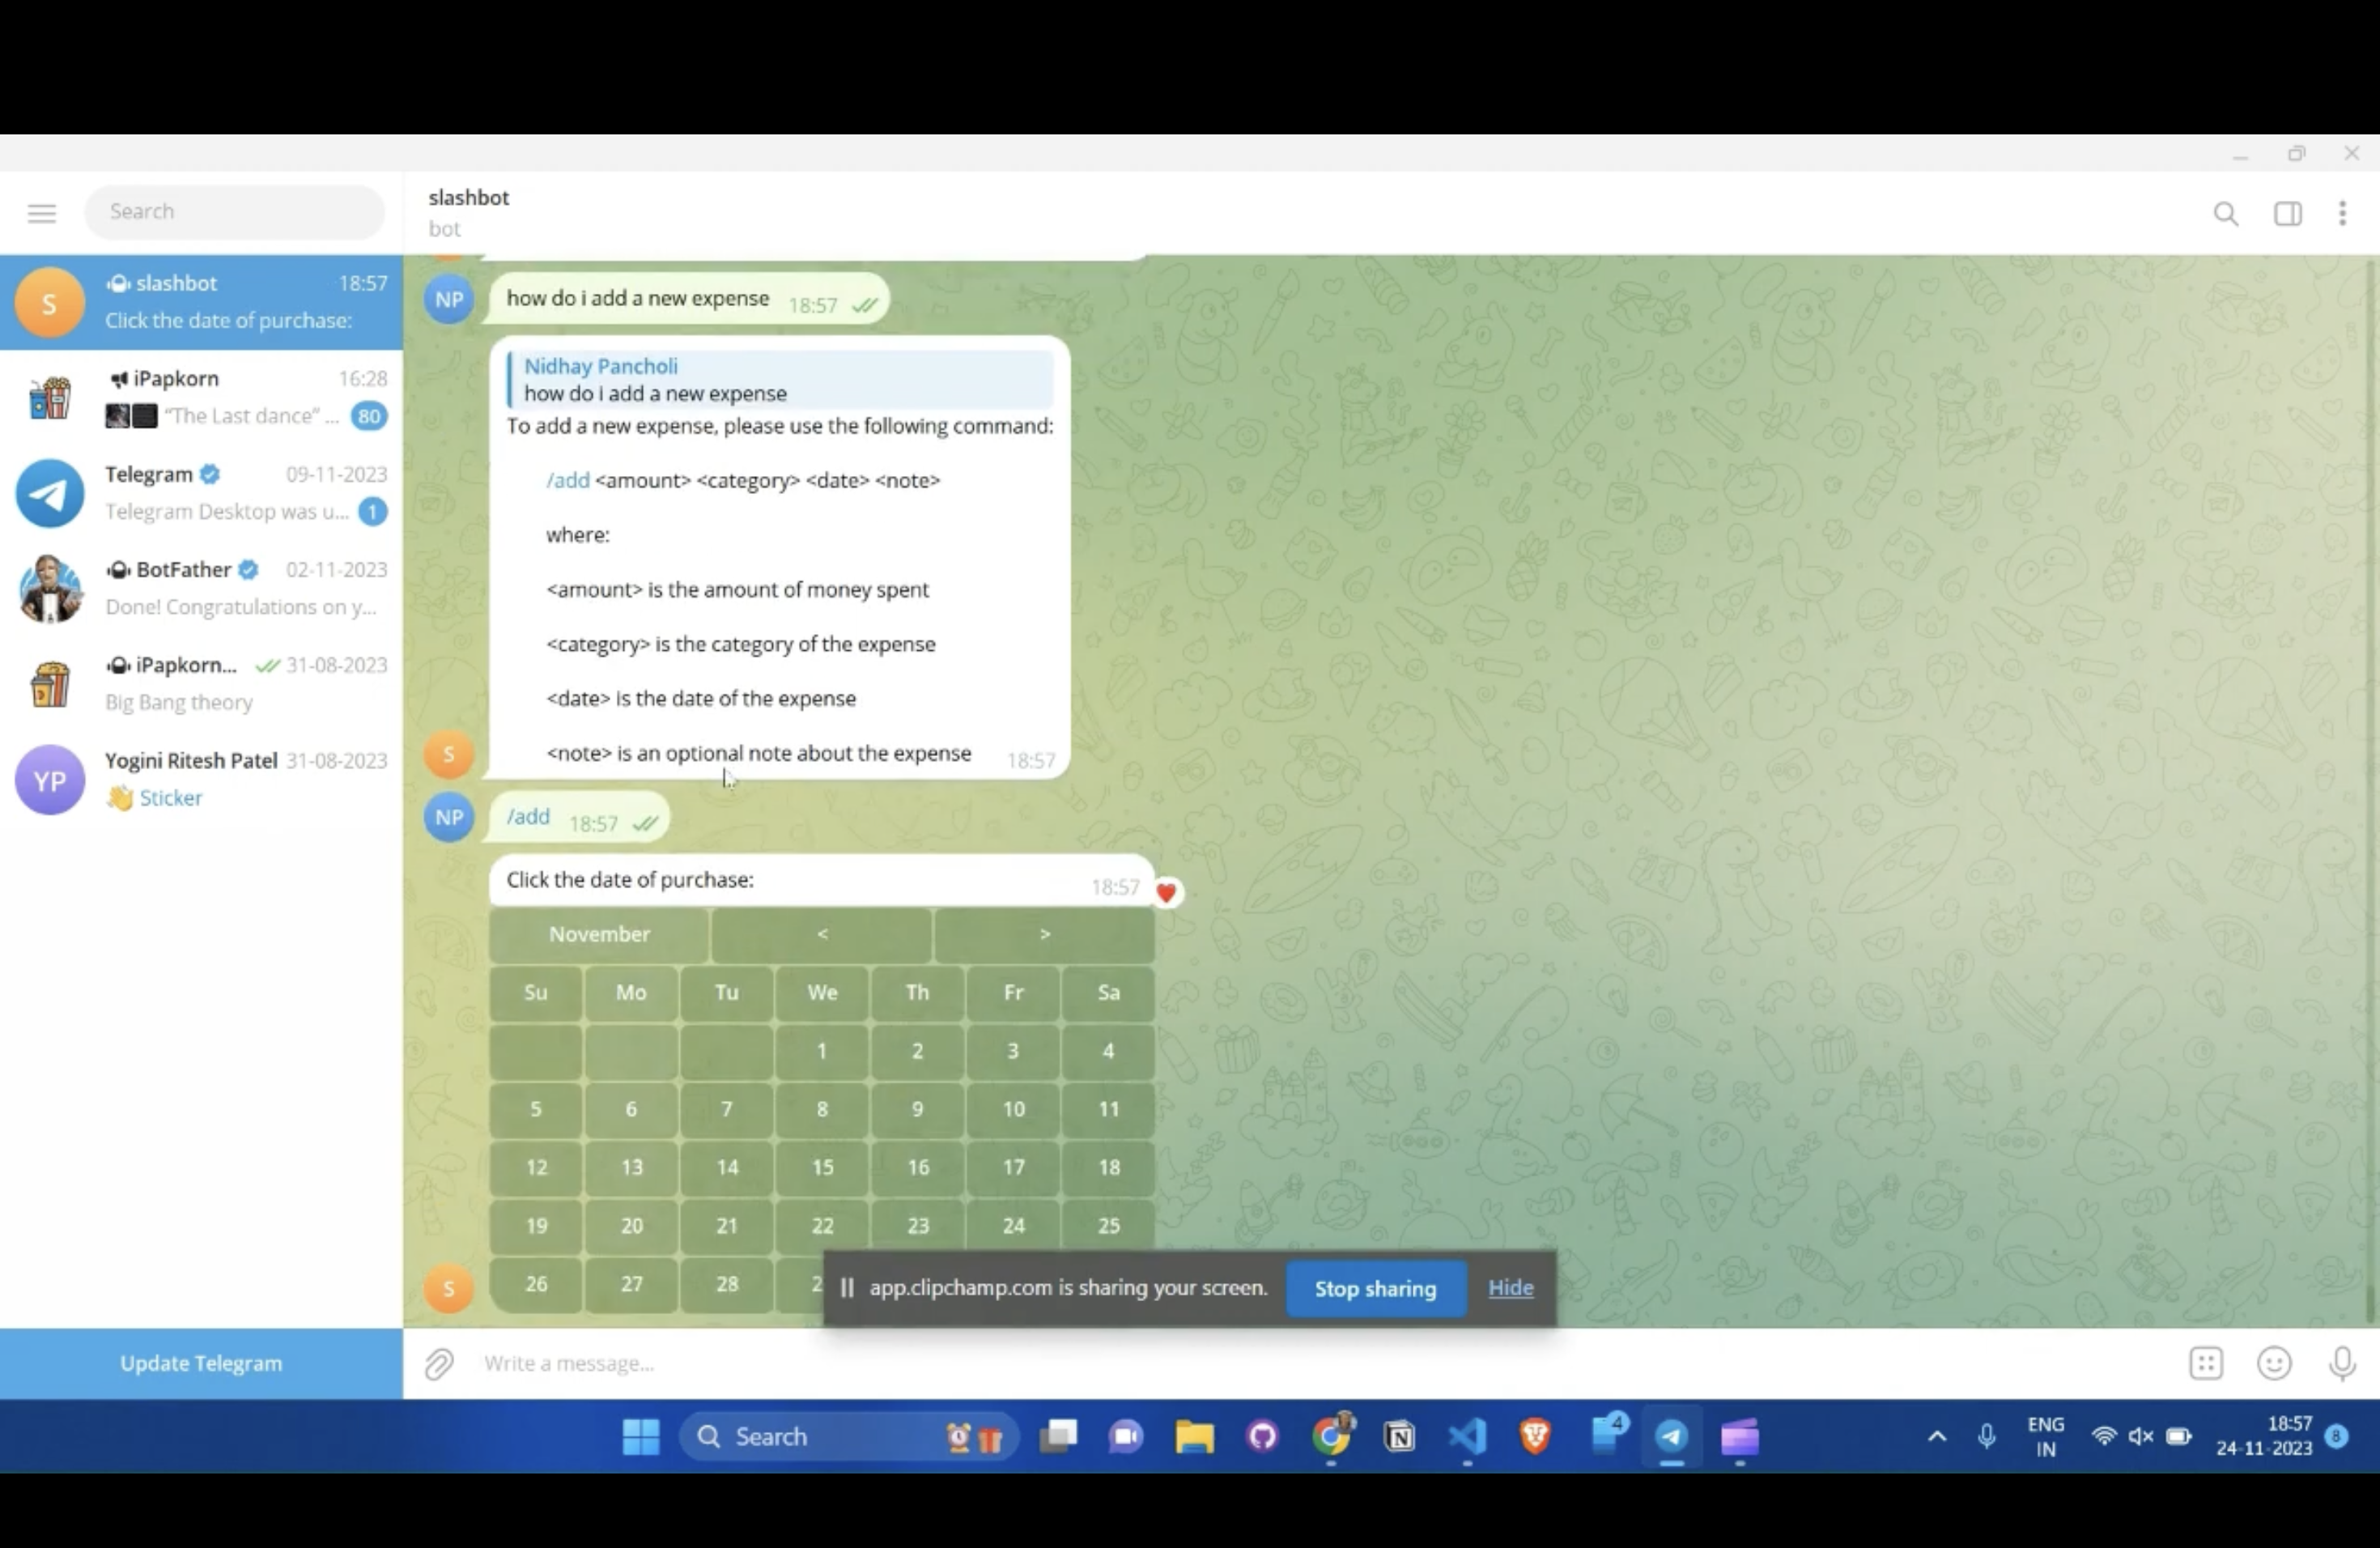 Search
slashbot
bot
slashbot 18:57
Click the date of purchase:
iPapkorn 16:28
"The Last dance" ... 80
Telegram 09-11-2023
Telegram Desktop was u... 1
BotFather 02-11-2023
Done! Congratulations on y...
iPapkorn... 31-08-2023
Big Bang theory
YP
Yogini Ritesh Patel 31-08-2023
Sticker
Update Telegram
NP
how do i add a new expense 18:57
Nidhay Pancholi
how do i add a new expense
To add a new expense, please use the following command:
/add <amount> <category> <date> <note>
where:
<amount> is the amount of money spent
<category> is the category of the expense
<date> is the date of the expense
<note> is an optional note about the expense 18:57
S
NP
/add 18:57
Click the date of purchase: 18:57
November < >
Su Mo Tu We Th Fr Sa
1 2 3 4
5 6 7 8 9 10 11
12 13 14 15 16 17 18
19 20 21 22 23 24 25
S
26 27 28
app.clipchamp.com is sharing your screen. Stop sharing Hide
Write a message...
Search
4
ENG
IN
18:57
24-11-2023
8